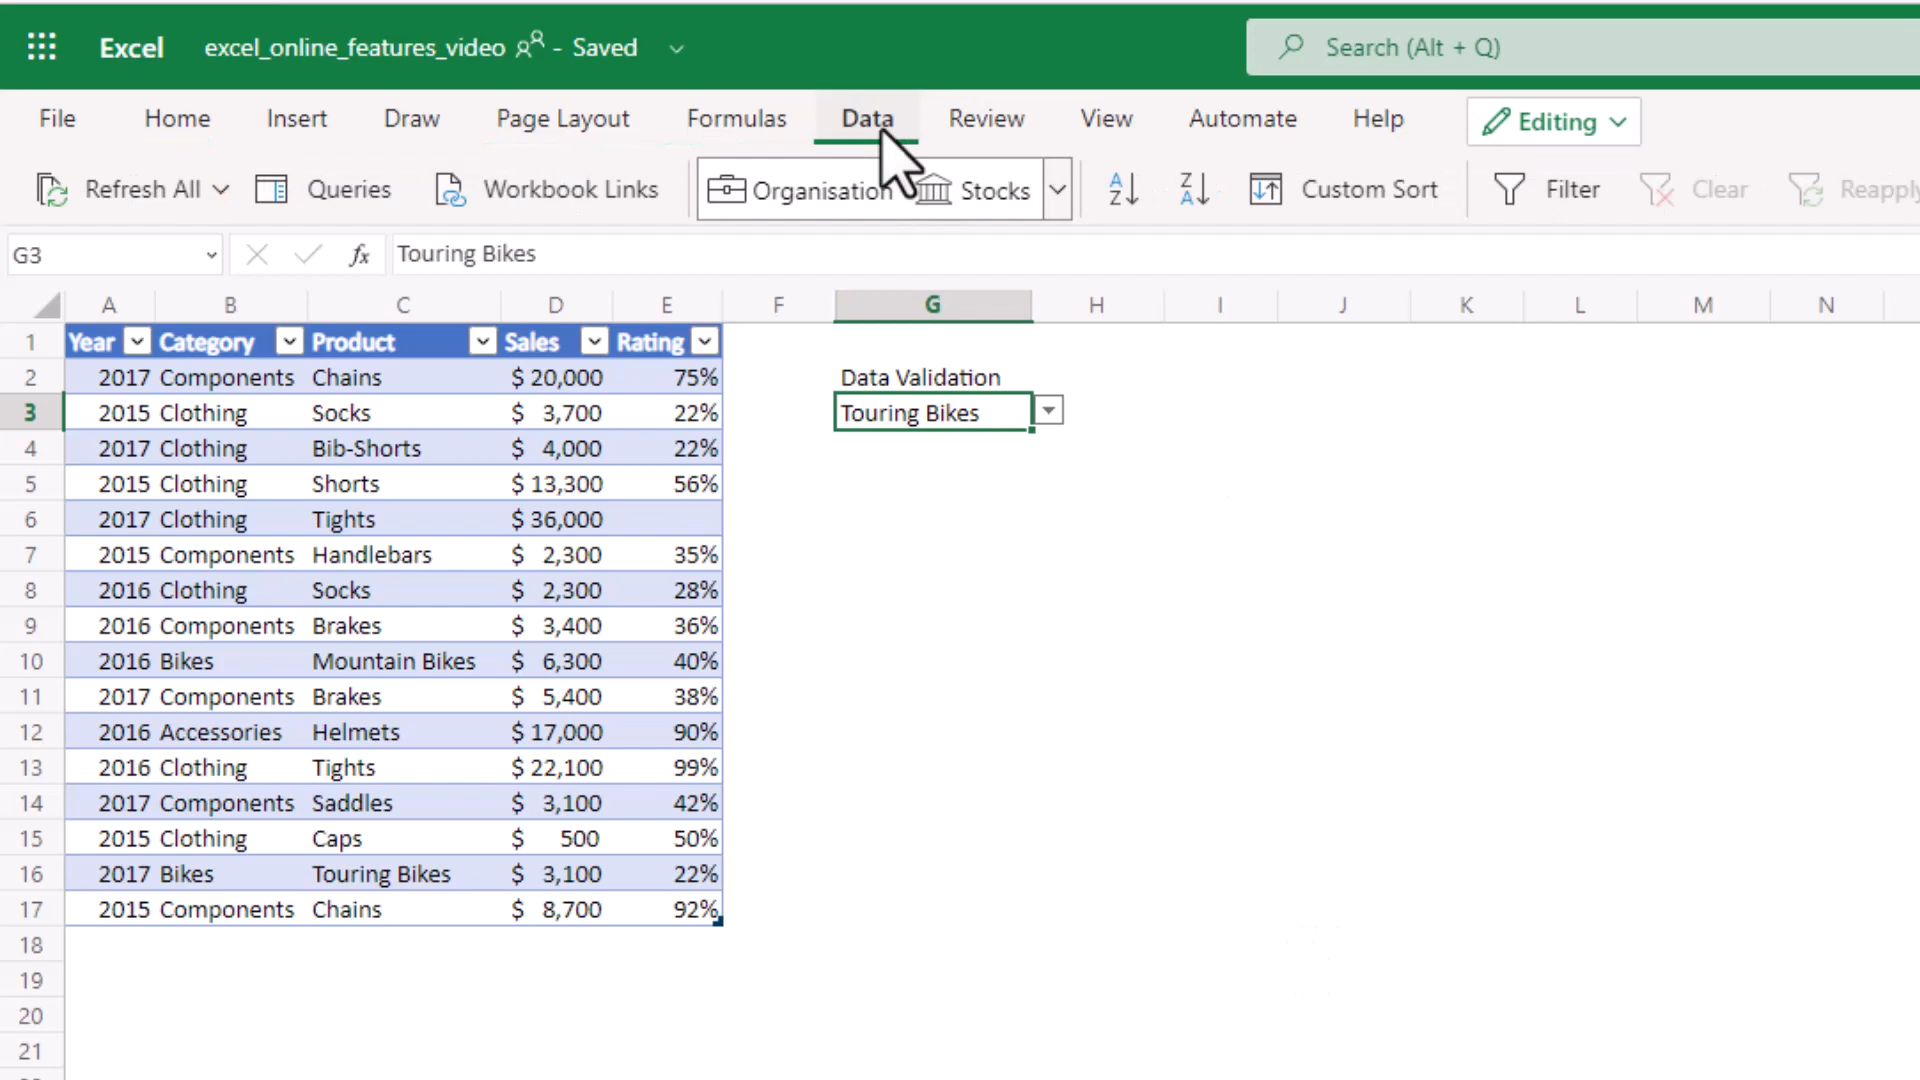 Excel excel_online_features_video - Saved Search (Alt + Q)
File Home Insert Draw Page Layout Formulas Data Review View Automate Help Editing
Refresh All Queries Workbook Links Organisation Stocks Custom Sort Filter Clear Reapply
G3 fx Touring Bikes
A B C D E F G H I J K L M N
1 Year Category Product Sales Rating
2 2017 Components Chains $ 20,000 75% Data Validation
3 2015 Clothing Socks $ 3,700 22% Touring Bikes
4 2017 Clothing Bib-Shorts $ 4,000 22%
5 2015 Clothing Shorts $ 13,300 56%
6 2017 Clothing Tights $ 36,000
7 2015 Components Handlebars $ 2,300 35%
8 2016 Clothing Socks $ 2,300 28%
9 2016 Components Brakes $ 3,400 36%
10 2016 Bikes Mountain Bikes $ 6,300 40%
11 2017 Components Brakes $ 5,400 38%
12 2016 Accessories Helmets $ 17,000 90%
13 2016 Clothing Tights $ 22,100 99%
14 2017 Components Saddles $ 3,100 42%
15 2015 Clothing Caps $ 500 50%
16 2017 Bikes Touring Bikes $ 3,100 22%
17 2015 Components Chains $ 8,700 92%
18
19
20
21